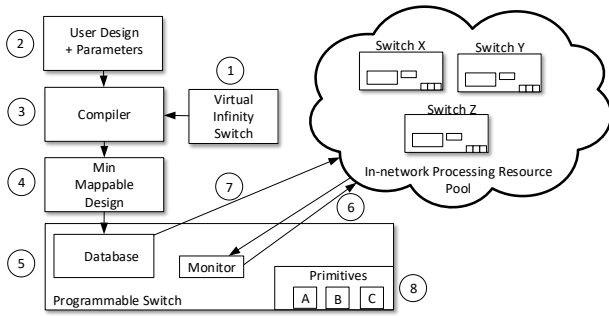 2
User Design
+ Parameters
1
3
Compiler
Virtual
Infinity
Switch
4
Min
Mappable
Design
7
Switch X
Switch Y
Switch Z
In-network Processing Resource
Pool
6
5
Database
Monitor
Primitives
A
B
C
8
Programmable Switch